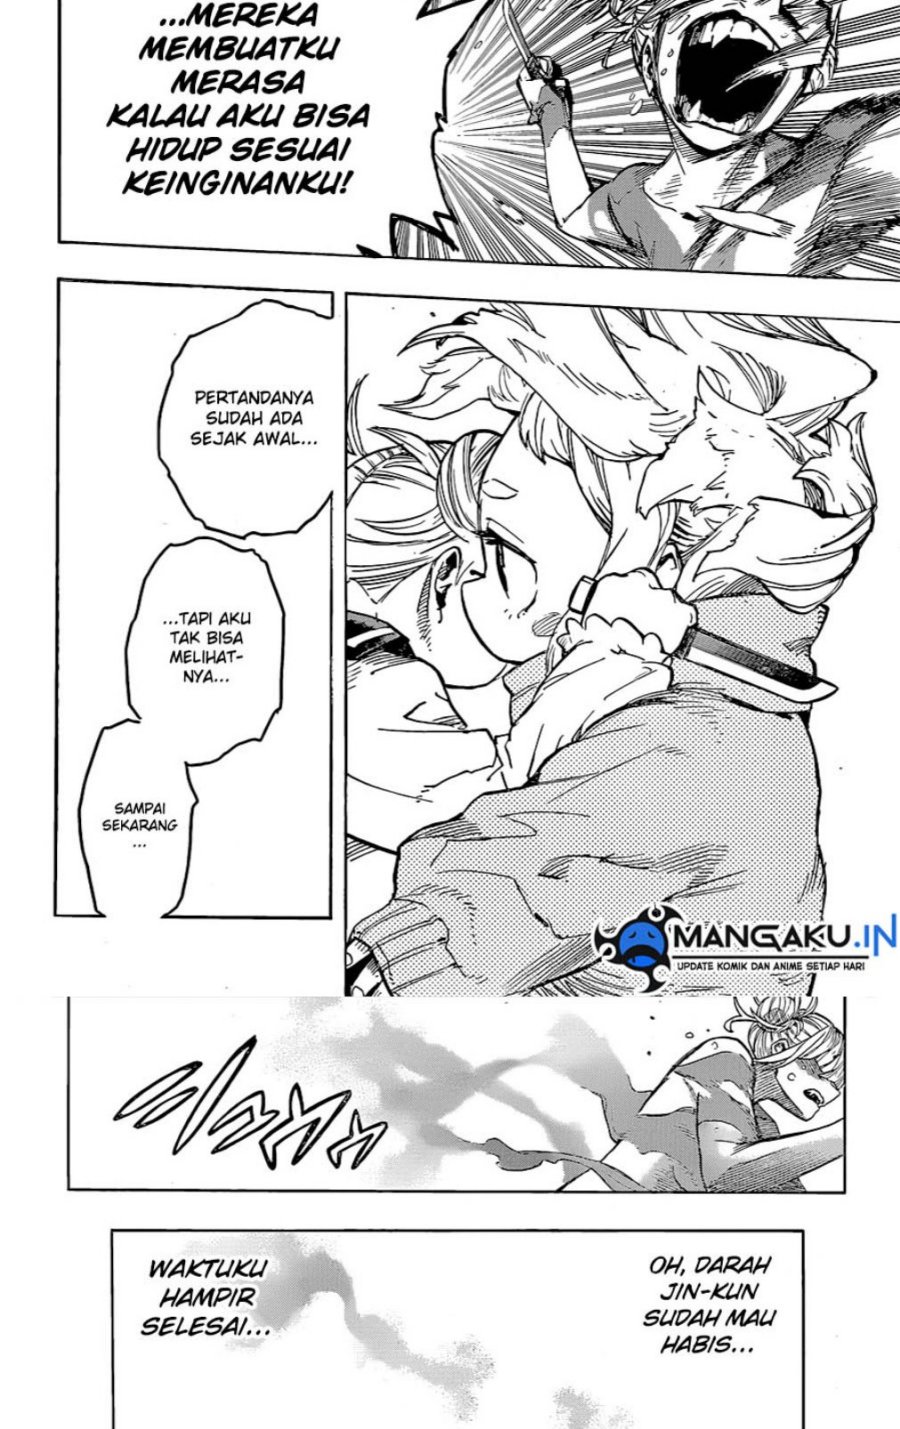 ...MEREKA
MEMBUATKU
MERASA
KALAU AKU BISA
HIDUP SESUAI
KEINGINANKU!
PERTANDANYA
SUDAH ADA
SEJAK AWAL...
...TAPI AKU
TAK BISA
MELIHAT-
NYA...
SAMPAI
SEKARANG
...
MANGAKU.IN
UPDATE KOMIK DAN ANIME SETIAP HARI
OH, DARAH
JIN-KUN
SUDAH MAU
HABIS...
WAKTUKU
HAMPIR
SELESAI...